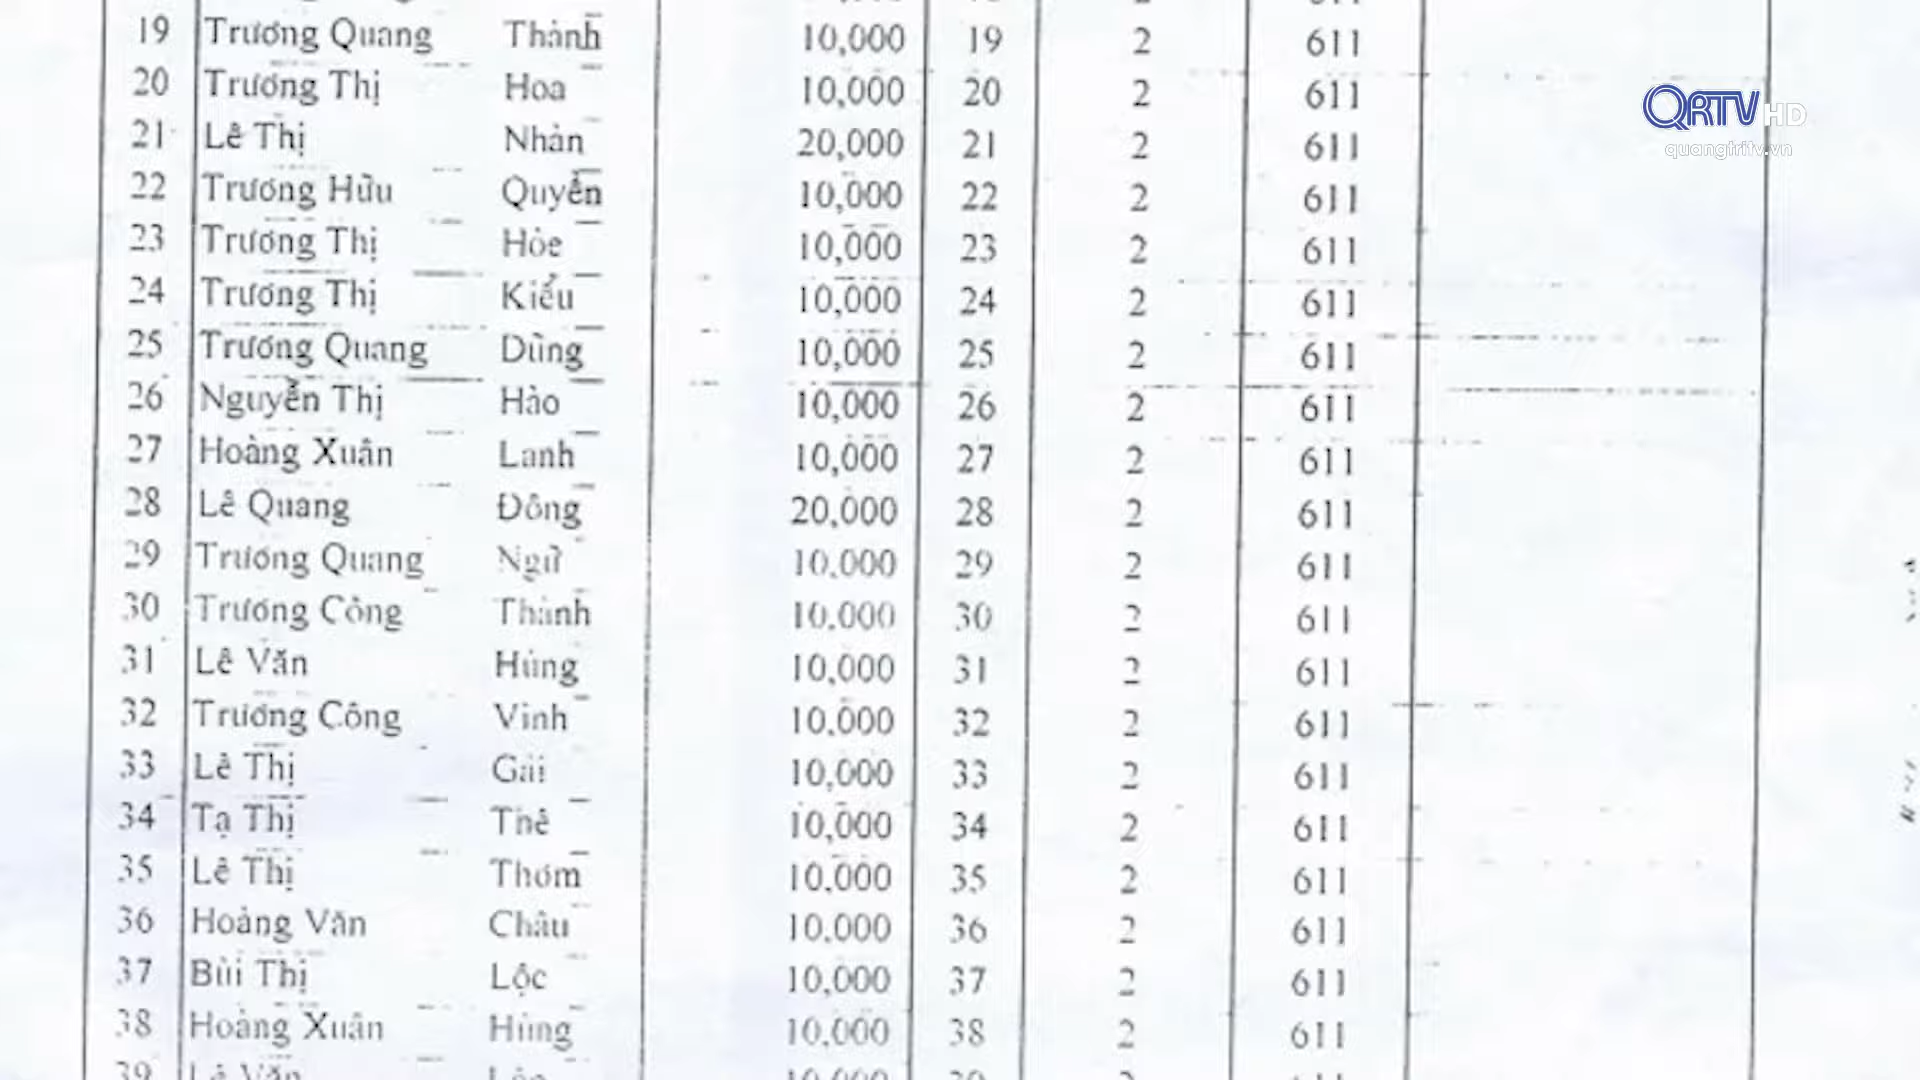 19 Trương Quang Thành 10,000 19 2 611
20 Trương Thị Hoa 10,000 20 2 611
21 Lê Thị Nhàn 20,000 21 2 611
22 Trương Hữu Quyền 10,000 22 2 611
23 Trương Thị Hòe 10,000 23 2 611
24 Trương Thị Kiểu 10,000 24 2 611
25 Trương Quang Dũng 10,000 25 2 611
26 Nguyễn Thị Hảo 10,000 26 2 611
27 Hoàng Xuân Lanh 10,000 27 2 611
28 Lê Quang Đông 20,000 28 2 611
29 Trương Quang Ngữ 10,000 29 2 611
30 Trương Công Thành 10,000 30 2 611
31 Lê Văn Hùng 10,000 31 2 611
32 Trương Công Vinh 10,000 32 2 611
33 Lê Thị Gái 10,000 33 2 611
34 Tạ Thị Thê 10,000 34 2 611
35 Lê Thị Thơm 10,000 35 2 611
36 Hoàng Văn Châu 10,000 36 2 611
37 Bùi Thị Lộc 10,000 37 2 611
38 Hoàng Xuân Hùng 10,000 38 2 611
39 Lê Văn 10,000 39 2 611
QRTV HD
quangtritv.vn